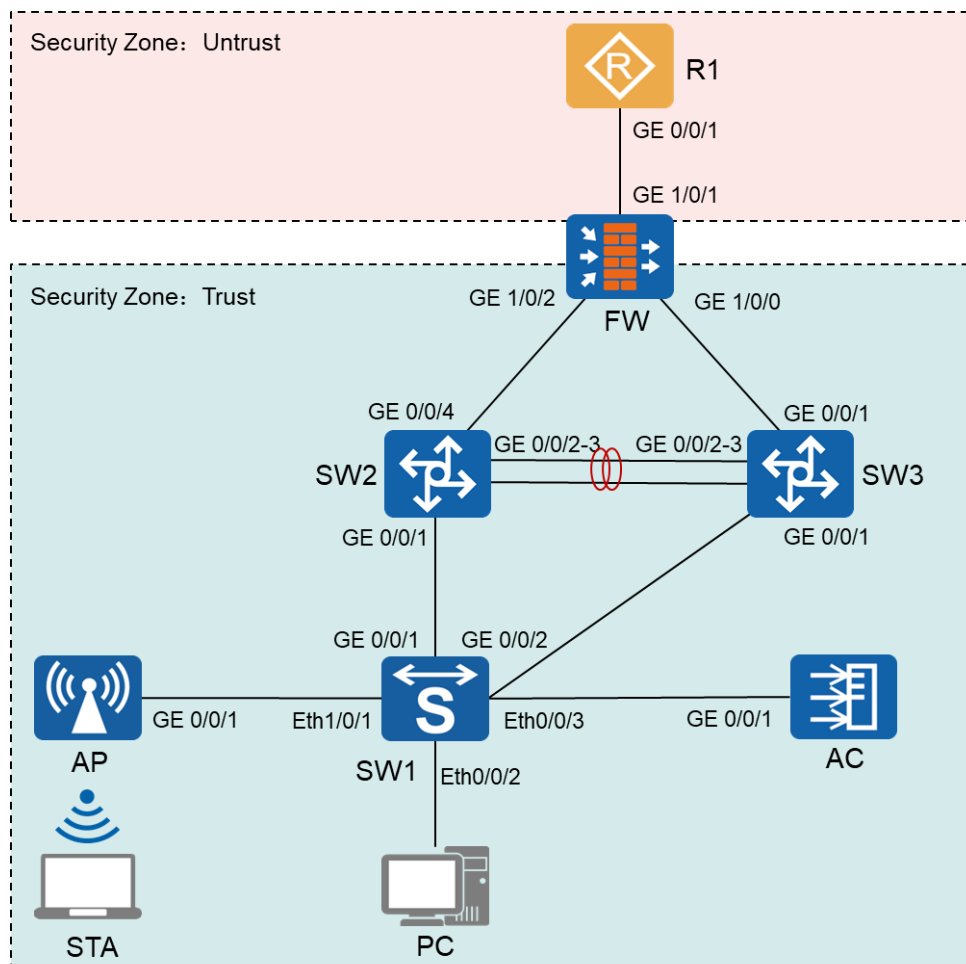 Security Zone：Untrust
R
R1
GE 0/0/1
GE 1/0/1
Security Zone：Trust
GE 1/0/2
GE 1/0/0
FW
GE 0/0/4
GE 0/0/1
GE 0/0/2-3
GE 0/0/2-3
SW2
SW3
GE 0/0/1
GE 0/0/1
GE 0/0/1
GE 0/0/2
S
GE 0/0/1
Eth1/0/1
Eth0/0/3
GE 0/0/1
AP
SW1
AC
Eth0/0/2
STA
PC